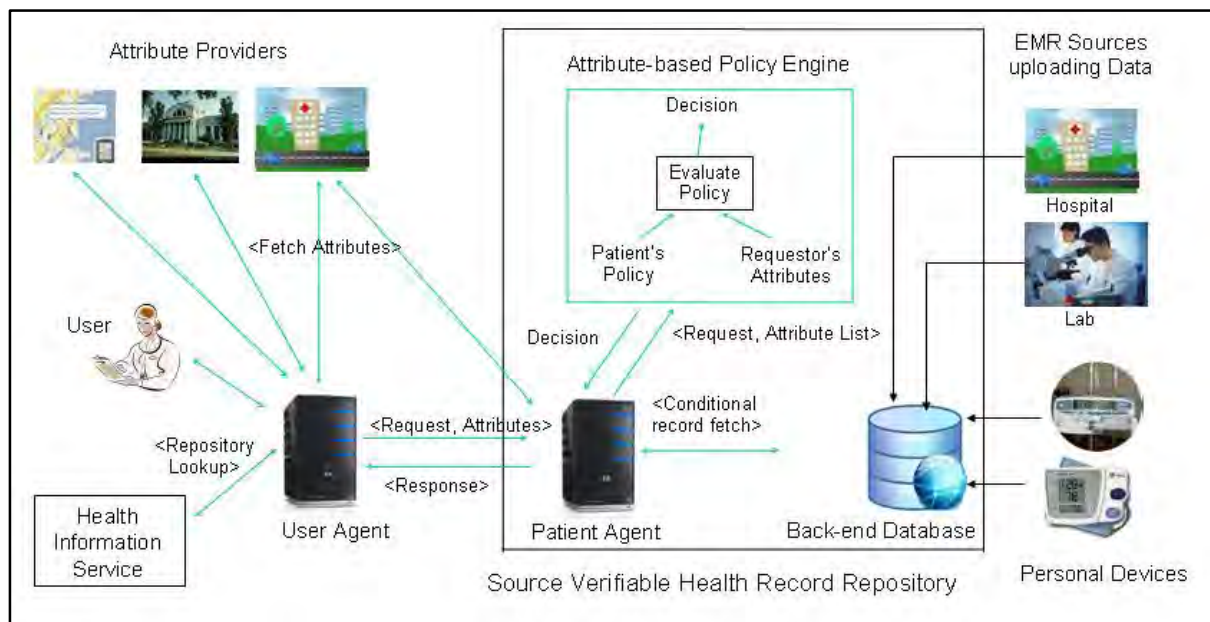 Attribute Providers
Attribute-based Policy Engine
Decision
Evaluate
Policy
Patient's
Policy
Requestor's
Attributes
EMR Sources
uploading Data
Hospital
Lab
<Fetch Attributes>
User
Decision
<Request, Attribute List>
<Conditional
record fetch>
<Request, Attributes>
<Repository
Lookup>
<Response>
Health
Information
Service
User Agent
Patient Agent
Back-end Database
Source Verifiable Health Record Repository
Personal Devices